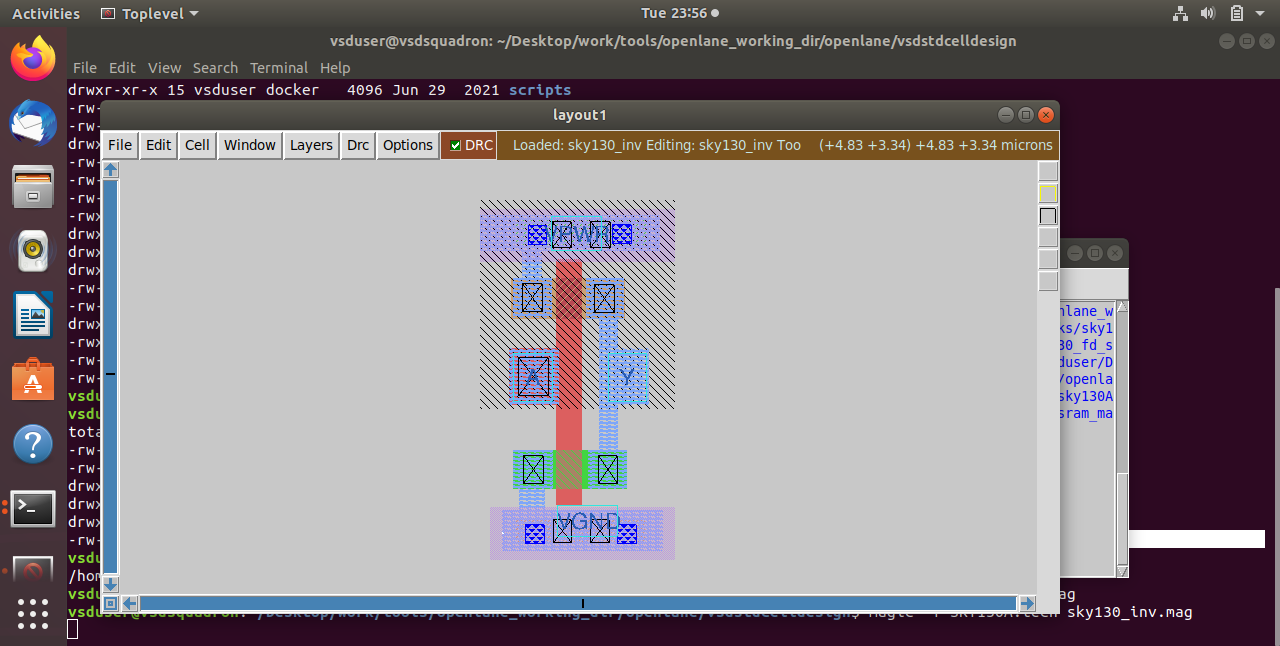 Activities Toplevel Tue 23:56
vsduser@vsdsquadron: ~/Desktop/work/tools/openlane_working_dir/openlane/vsdstdcelldesign
File Edit View Search Terminal Help
drwxr-xr-x 15 vsduser docker 4096 Jun 29 2021 scripts
-rw-
layout1
-rw-
File Edit Cell Window Layers Drc Options DRC Loaded: sky130_inv Editing: sky130_inv Too (+4.83 +3.34) +4.83 +3.34 microns
drwx
-rw-
-rw-
-rw-
-rwx
VPWR
drwx
-rw-
drwx
-rw-
nlane_w
drwx
ks/sky1
-rw-
30_fd_s
-rw-
duser/D
-rw-
A
Y
/openla
vsdu
sky130A
vsdu
sram_ma
tota
-rw-
-rw-
drwx
-rw-
drwx
VGND
-rw-
vsdu
/hom
vsdu
ag
vsduser@vsdsquadron:~/Desktop/work/tools/openlane_working_dir/openlane/vsdstdcelldesign$ magic -T sky130A.tech sky130_inv.mag